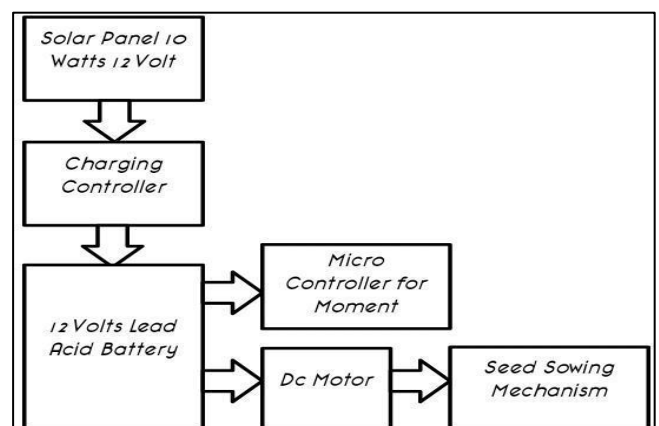 Solar Panel 10
Watts 12 Volt
Charging
Controller
Micro
Controller for
Moment
12 Volts Lead
Acid Battery
Dc Motor
Seed Sowing
Mechanism